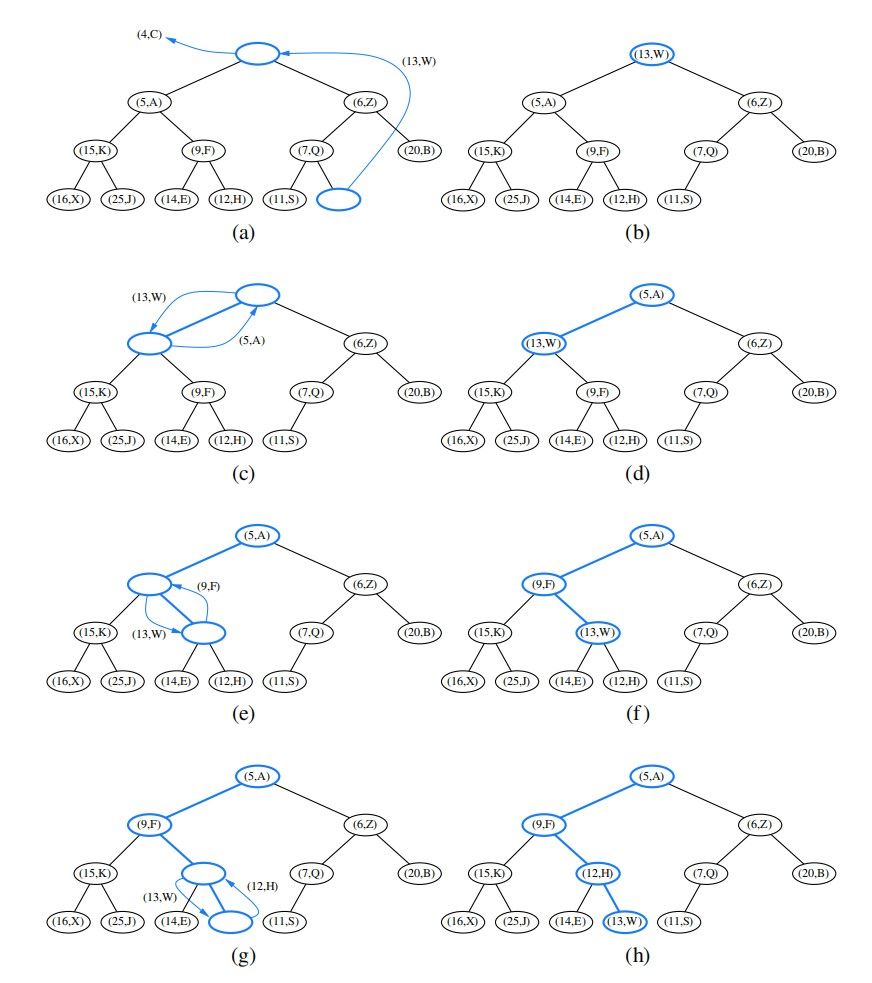 (4,C)
(13,W) (13,W)
(5,A) (6,Z) (5,A) (6,Z)
(15,K) (9,F) (7,Q) (20,B) (15,K) (9,F) (7,Q) (20,B)
(16,X) (25,J) (14,E) (12,H) (11,S) (16,X) (25,J) (14,E) (12,H) (11,S)
(a) (b)
(13,W) (5,A)
(5,A) (6,Z) (13,W) (6,Z)
(15,K) (9,F) (7,Q) (20,B) (15,K) (9,F) (7,Q) (20,B)
(16,X) (25,J) (14,E) (12,H) (11,S) (16,X) (25,J) (14,E) (12,H) (11,S)
(c) (d)
(5,A) (5,A)
(9,F) (6,Z) (9,F) (6,Z)
(15,K) (13,W) (7,Q) (20,B) (15,K) (13,W) (7,Q) (20,B)
(16,X) (25,J) (14,E) (12,H) (11,S) (16,X) (25,J) (14,E) (12,H) (11,S)
(e) (f)
(5,A) (5,A)
(9,F) (6,Z) (9,F) (6,Z)
(15,K) (7,Q) (20,B) (15,K) (12,H) (7,Q) (20,B)
(13,W) (12,H)
(16,X) (25,J) (14,E) (11,S) (16,X) (25,J) (14,E) (13,W) (11,S)
(g) (h)